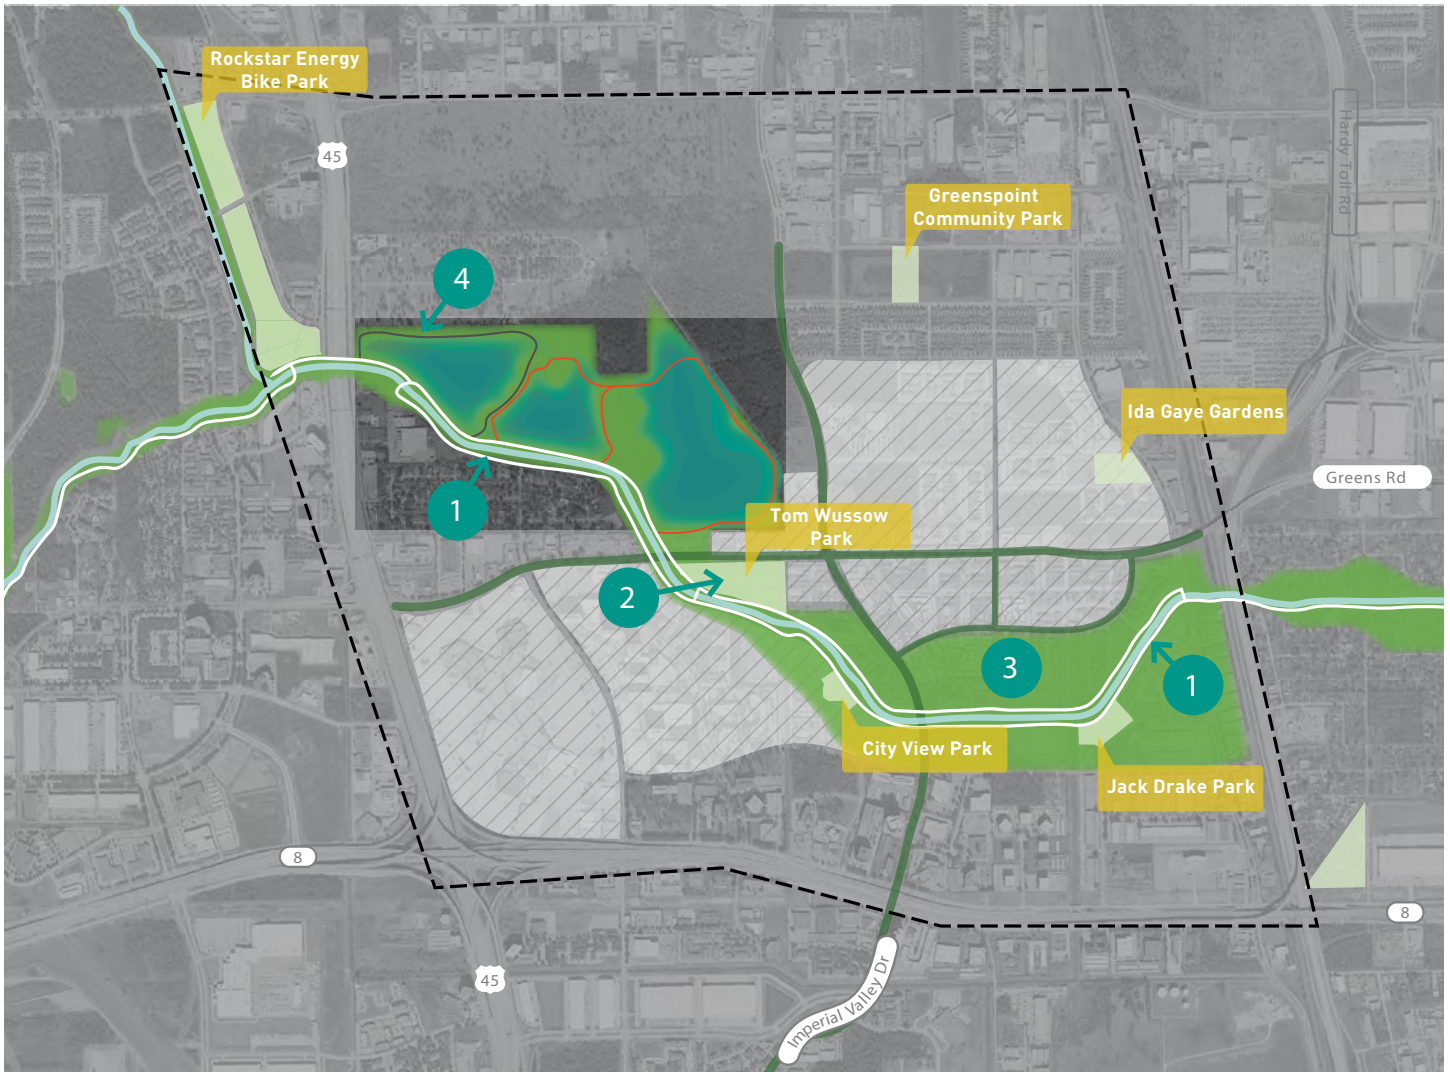 Rockstar Energy
Bike Park
45
Hardy Toll Rd
Greenspoint
Community Park
4
Ida Gaye Gardens
Greens Rd
1
Tom Wussow
Park
2
3
1
City View Park
Jack Drake Park
8
8
45
Imperial Valley Dr